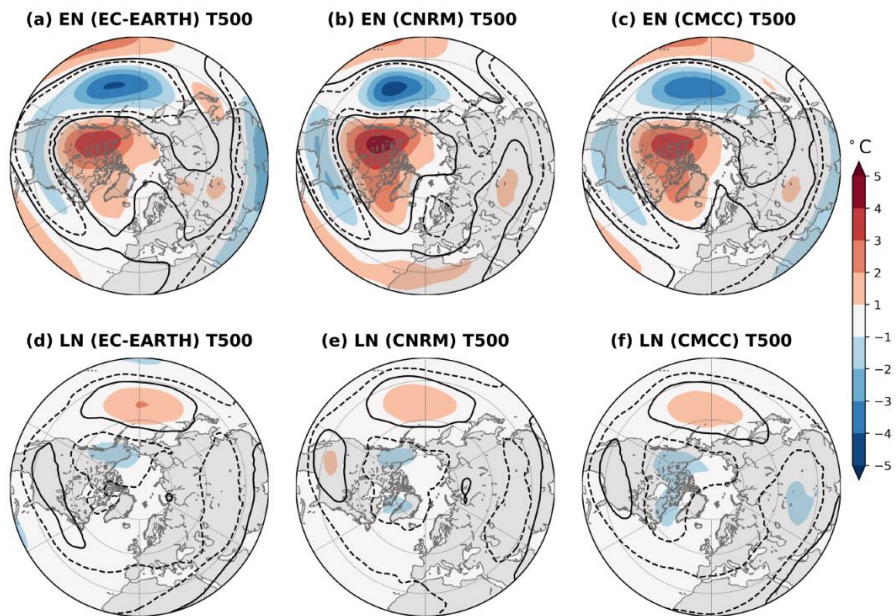 (a) EN (EC-EARTH) T500
(b) EN (CNRM) T500
(c) EN (CMCC) T500
°C
5
4
3
2
1
−1
−2
−3
−4
−5
(d) LN (EC-EARTH) T500
(e) LN (CNRM) T500
(f) LN (CMCC) T500